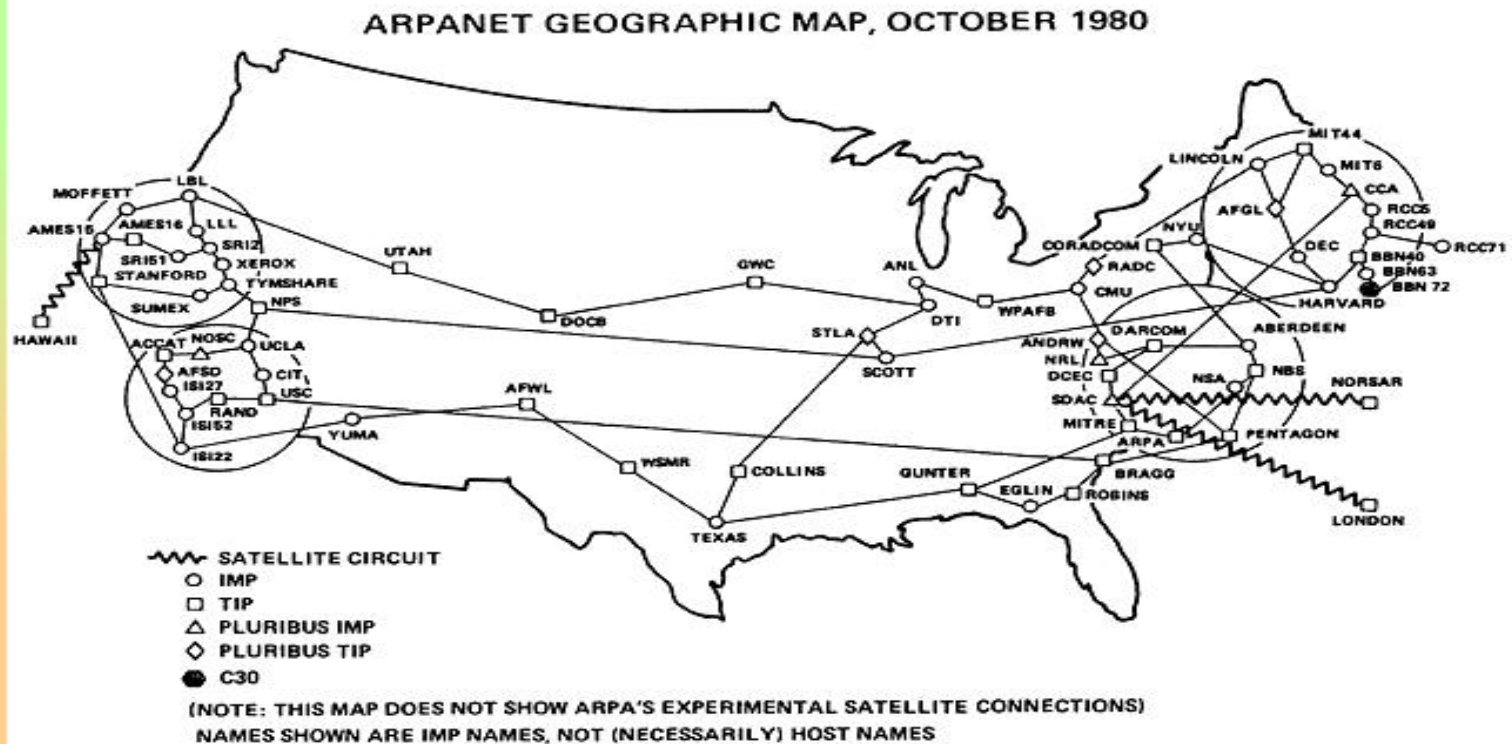 ARPANET GEOGRAPHIC MAP, OCTOBER 1980
MIT44
LINCOLN
MIT6
CCA
RCC5
RCC49
RCC71
AFGL
DEC
BBN40
BBN63
BBN 72
HARVARD
NYU
CORADCOM
RADC
CMU
MOFFETT
LBL
AMES15
AMES16
LLL
SRI2
SRI51
XEROX
STANFORD
TYMSHARE
SUMEX
NPS
HAWAII
UTAH
GWC
ANL
DOCB
DTI
WPAFB
STLA
SCOTT
DARCOM
ABERDEEN
ANDRW
NRL
DCEC
NSA
NBS
NORSAR
SDAC
MITRE
ARPA
PENTAGON
BRAGG
LONDON
ACCAT
NOSC
UCLA
AFSD
CIT
ISI27
USC
RAND
ISI52
ISI22
YUMA
AFWL
WSMR
COLLINS
GUNTER
EGLIN
ROBINS
TEXAS
SATELLITE CIRCUIT
IMP
TIP
PLURIBUS IMP
PLURIBUS TIP
C30
(NOTE: THIS MAP DOES NOT SHOW ARPA'S EXPERIMENTAL SATELLITE CONNECTIONS)
NAMES SHOWN ARE IMP NAMES, NOT (NECESSARILY) HOST NAMES